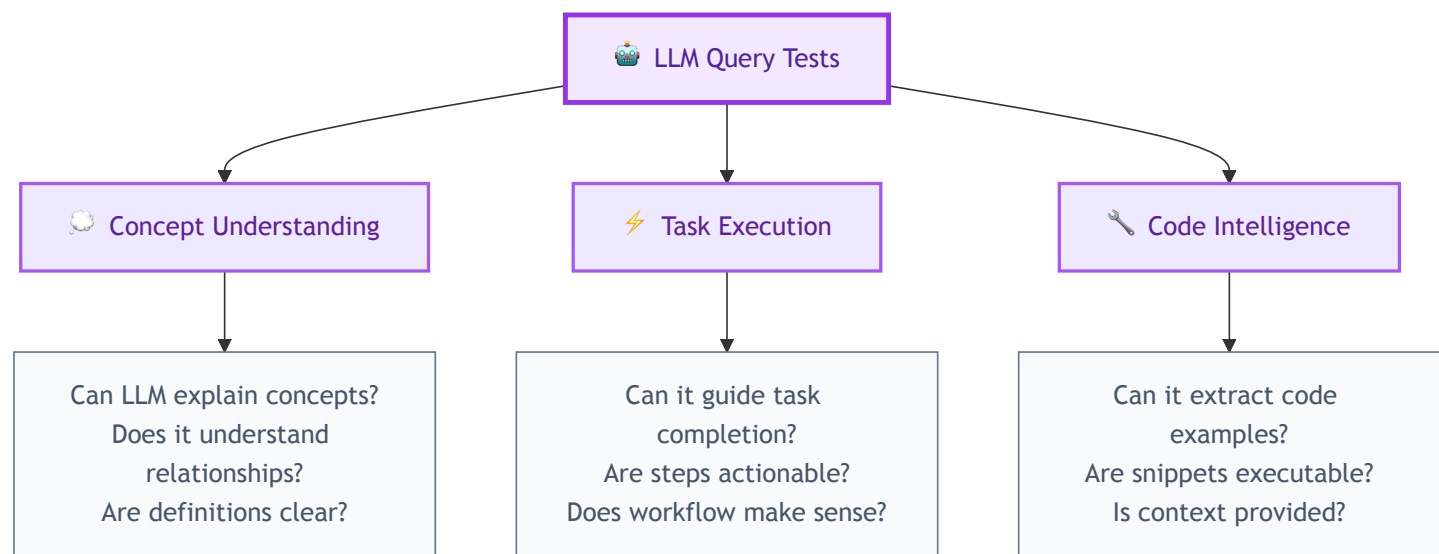 🤖 LLM Query Tests
💭 Concept Understanding
⚡ Task Execution
🔧 Code Intelligence
Can LLM explain concepts?
Does it understand
relationships?
Are definitions clear?
Can it guide task
completion?
Are steps actionable?
Does workflow make sense?
Can it extract code
examples?
Are snippets executable?
Is context provided?